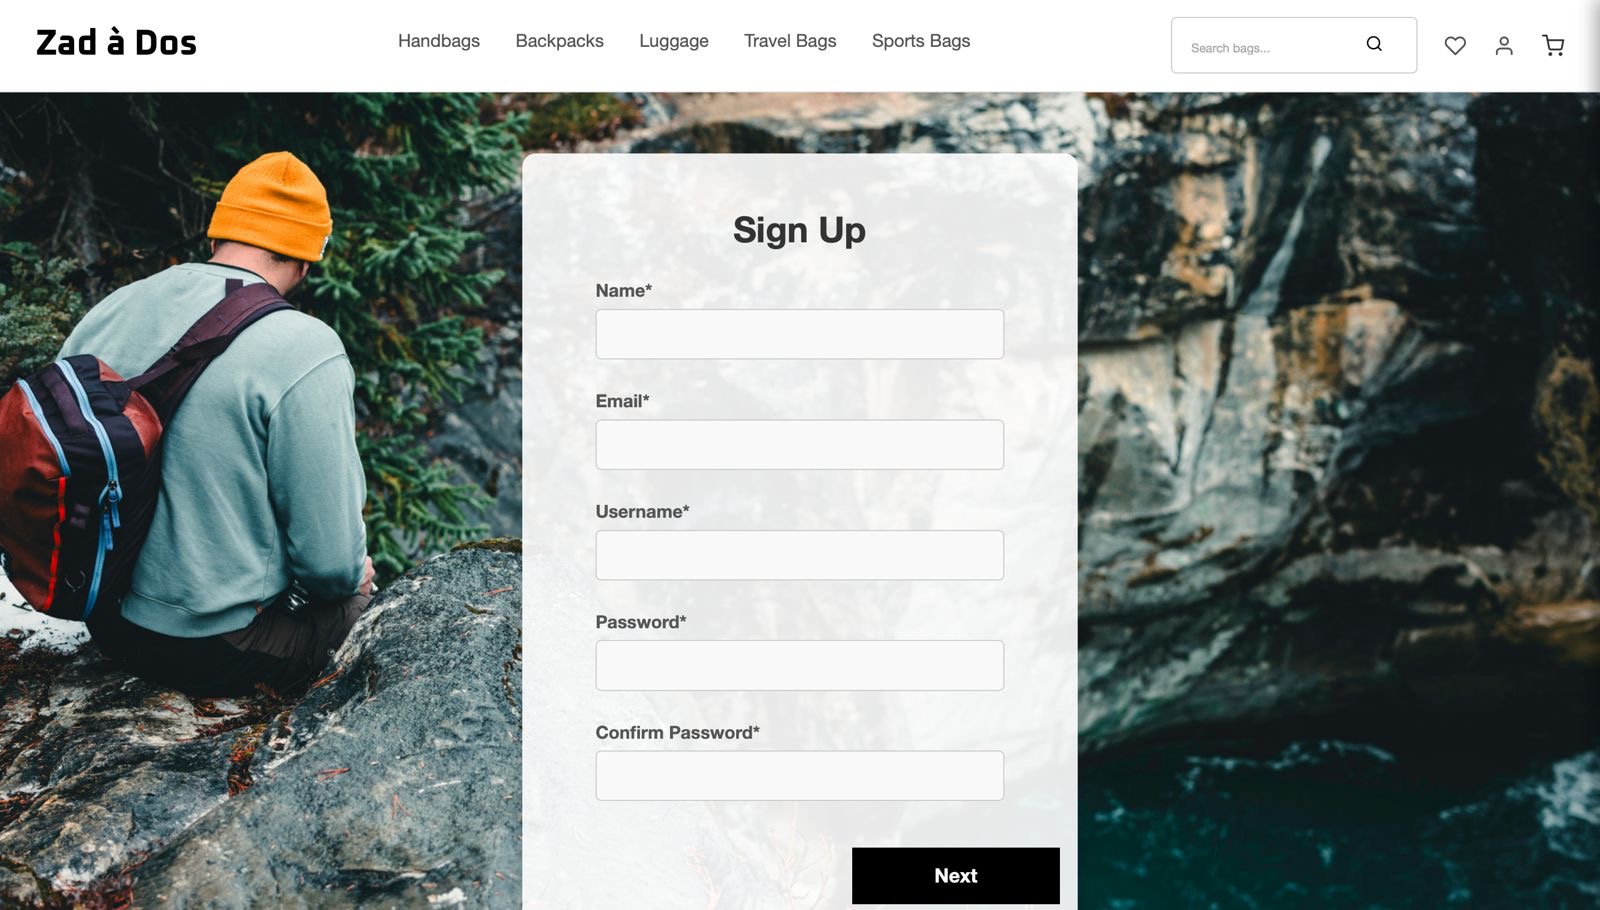 Zad à Dos
Handbags
Backpacks
Luggage
Travel Bags
Sports Bags
Search bags...
Sign Up
Name*
Email*
Username*
Password*
Confirm Password*
Next